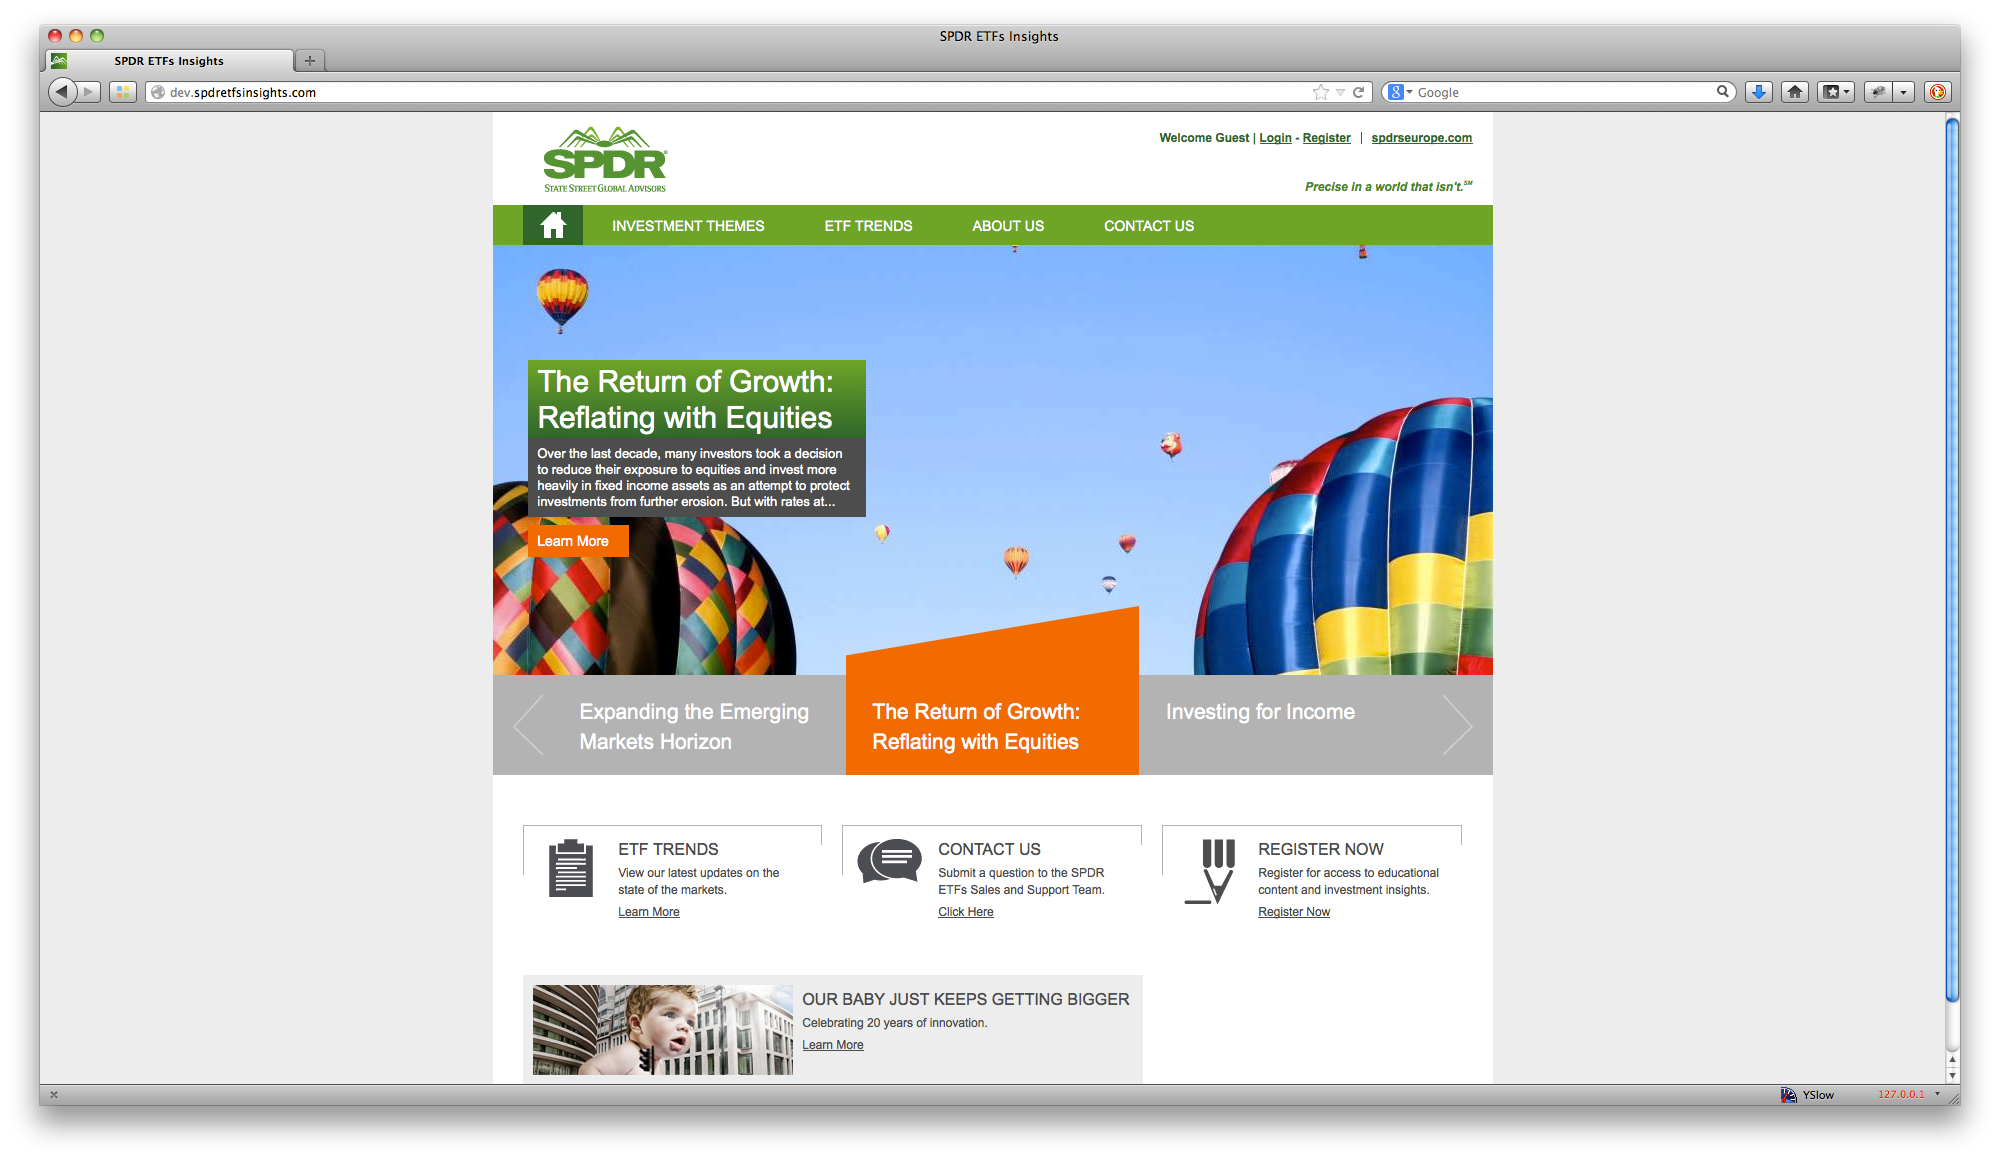 SPDR ETFs Insights
SPDR ETFs Insights
dev.spdretfsinsights.com
Google
SPDR®
STATE STREET GLOBAL ADVISORS
Welcome Guest | Login - Register | spdrseurope.com
Precise in a world that isn't.SM
INVESTMENT THEMES ETF TRENDS ABOUT US CONTACT US
The Return of Growth:
Reflating with Equities
Over the last decade, many investors took a decision
to reduce their exposure to equities and invest more
heavily in fixed income assets as an attempt to protect
investments from further erosion. But with rates at...
Learn More
Expanding the Emerging
Markets Horizon
The Return of Growth:
Reflating with Equities
Investing for Income
ETF TRENDS
View our latest updates on the
state of the markets.
Learn More
CONTACT US
Submit a question to the SPDR
ETFs Sales and Support Team.
Click Here
REGISTER NOW
Register for access to educational
content and investment insights.
Register Now
OUR BABY JUST KEEPS GETTING BIGGER
Celebrating 20 years of innovation.
Learn More
YSlow
127.0.0.1